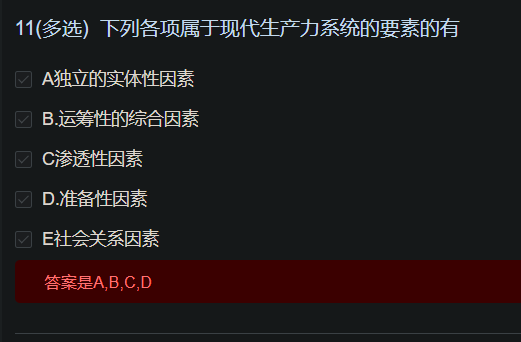 11(多选) 下列各项属于现代生产力系统的要素的有
A独立的实体性因素
B.运筹性的综合因素
C渗透性因素
D.准备性因素
E社会关系因素
答案是A,B,C,D